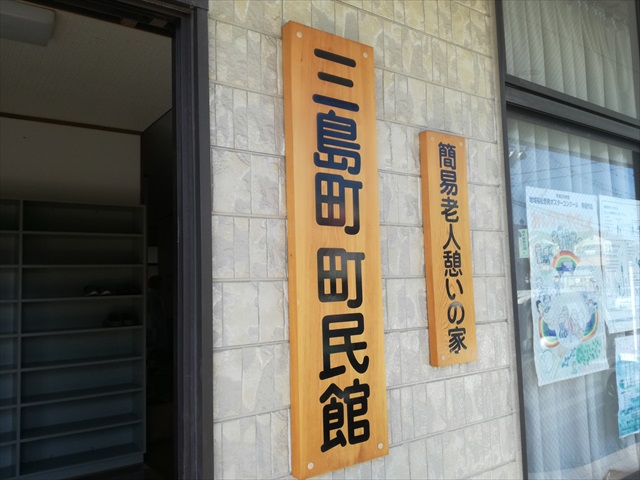 三島町 町民館
簡易老人憩いの家